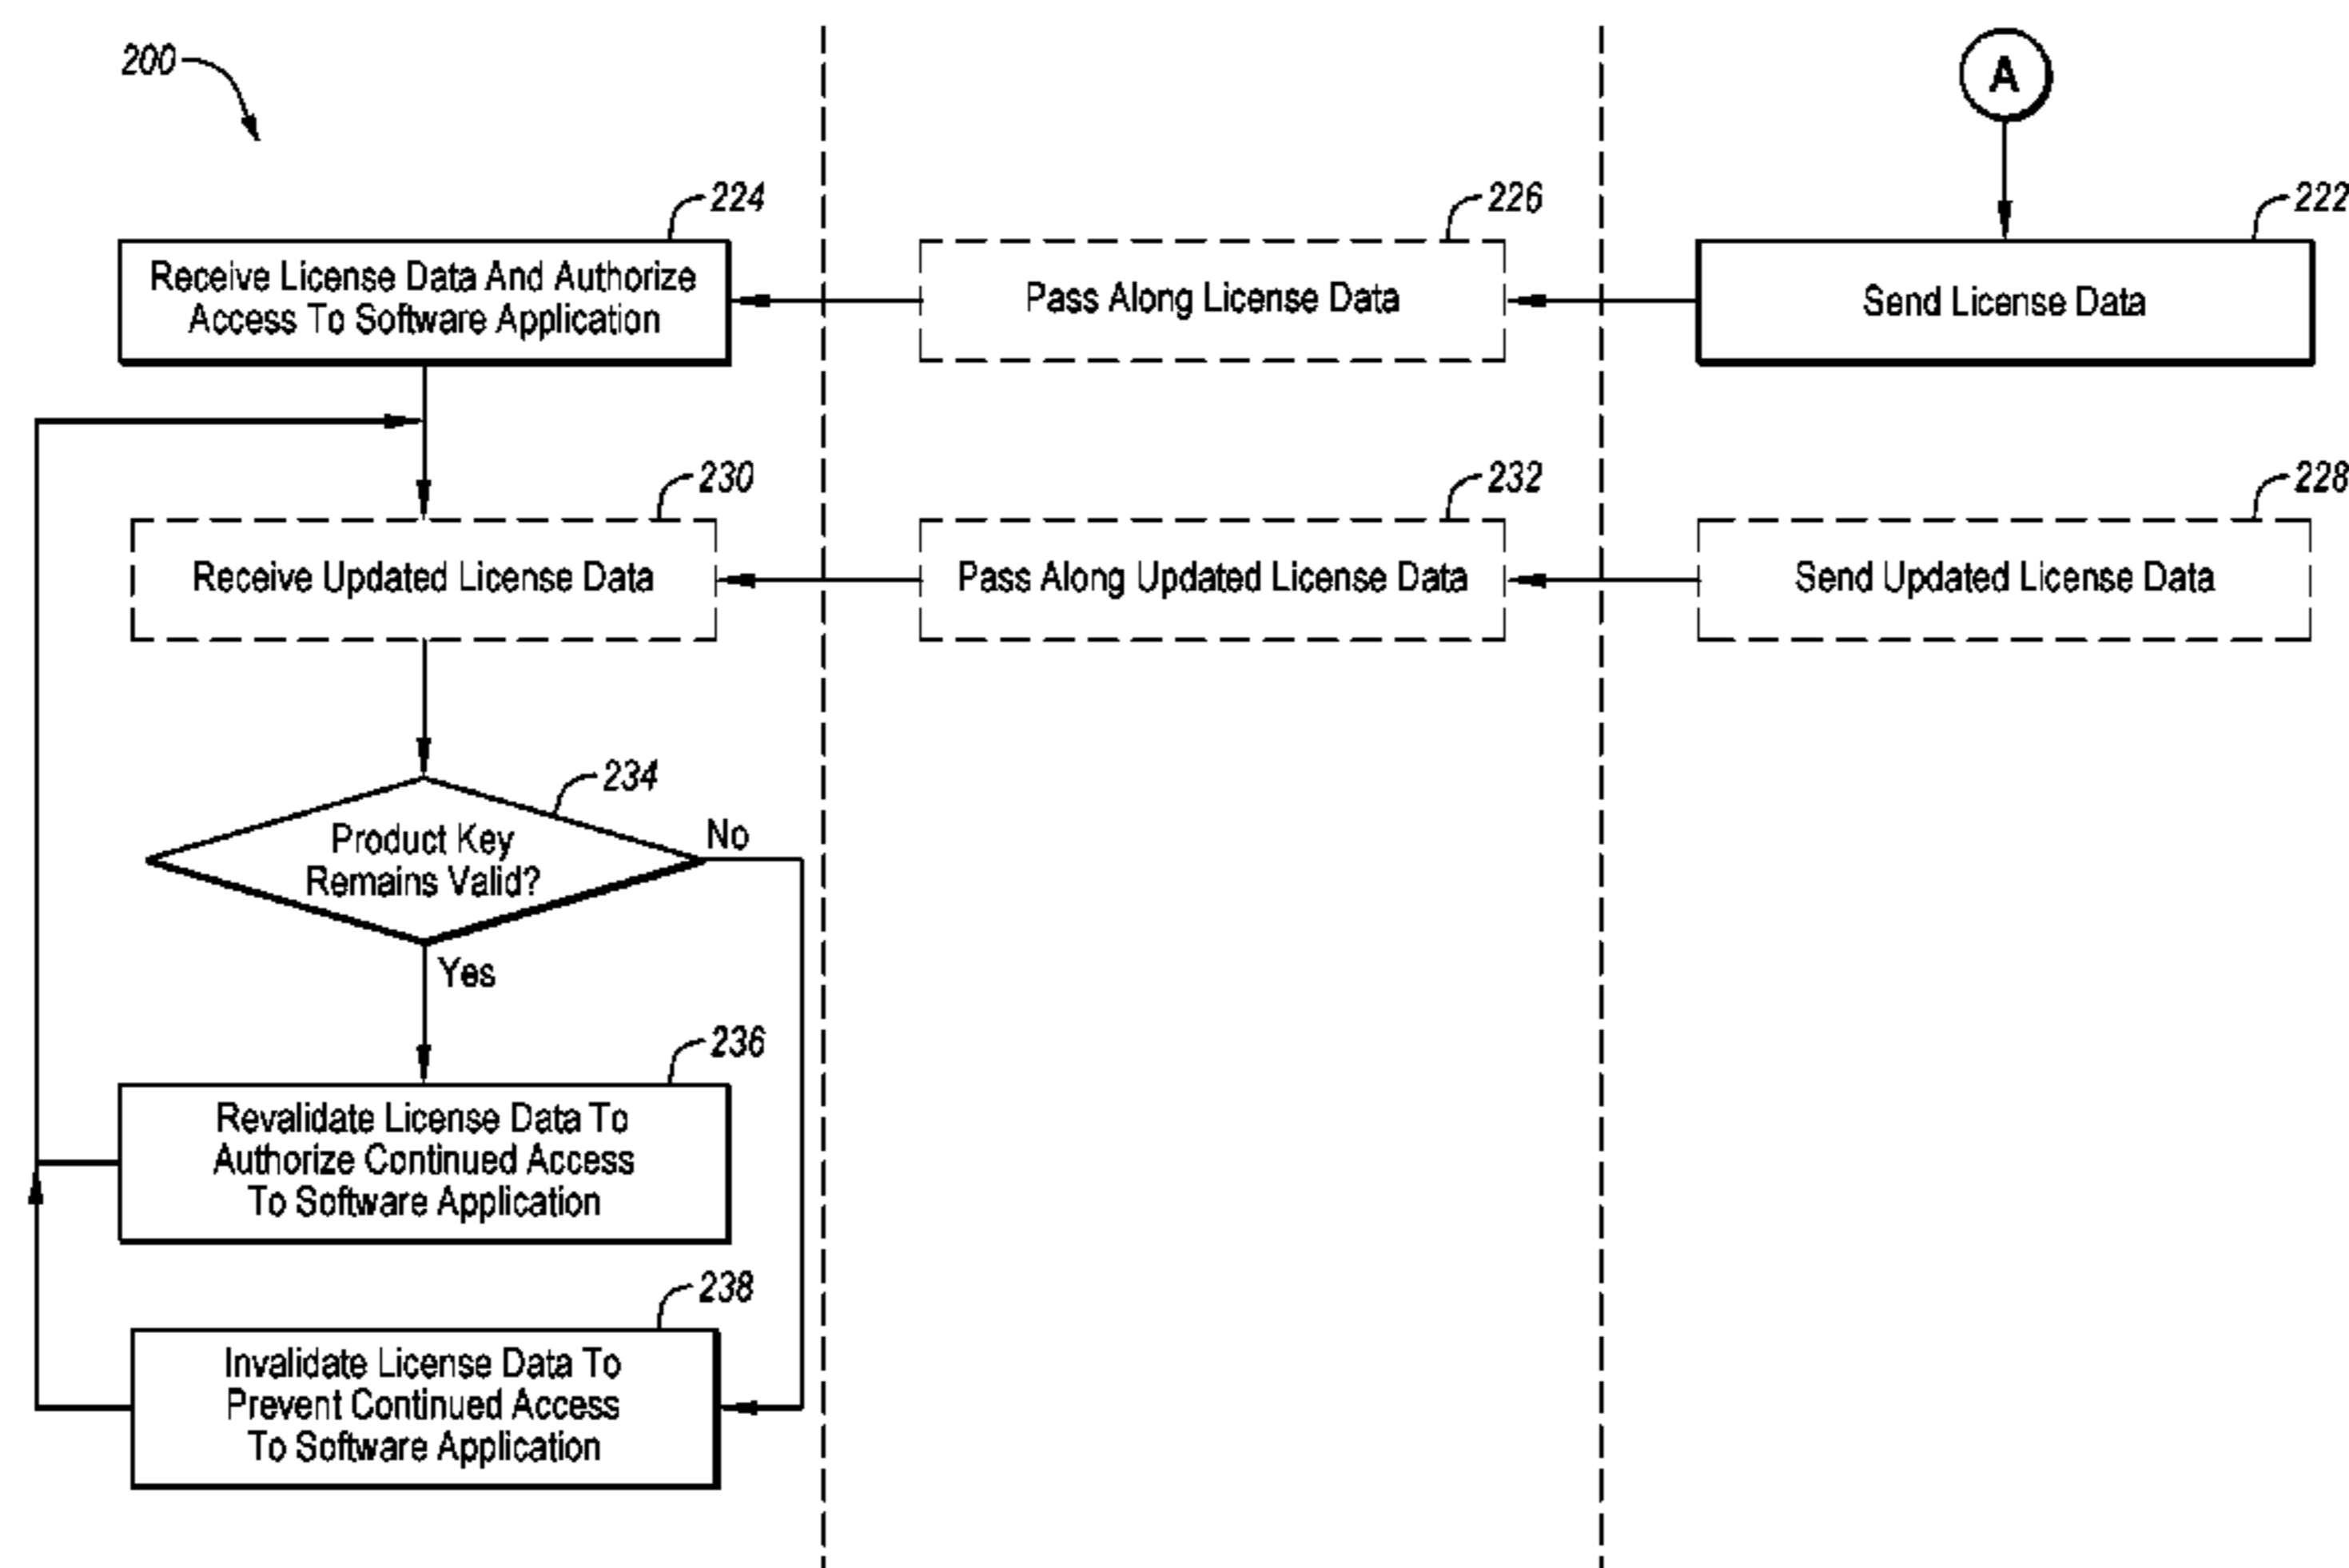 200
A
224
226
222
Receive License Data And Authorize
Access To Software Application
Pass Along License Data
Send License Data
230
232
228
Receive Updated License Data
Pass Along Updated License Data
Send Updated License Data
234
Product Key
Remains Valid?
No
Yes
236
Revalidate License Data To
Authorize Continued Access
To Software Application
238
Invalidate License Data To
Prevent Continued Access
To Software Application